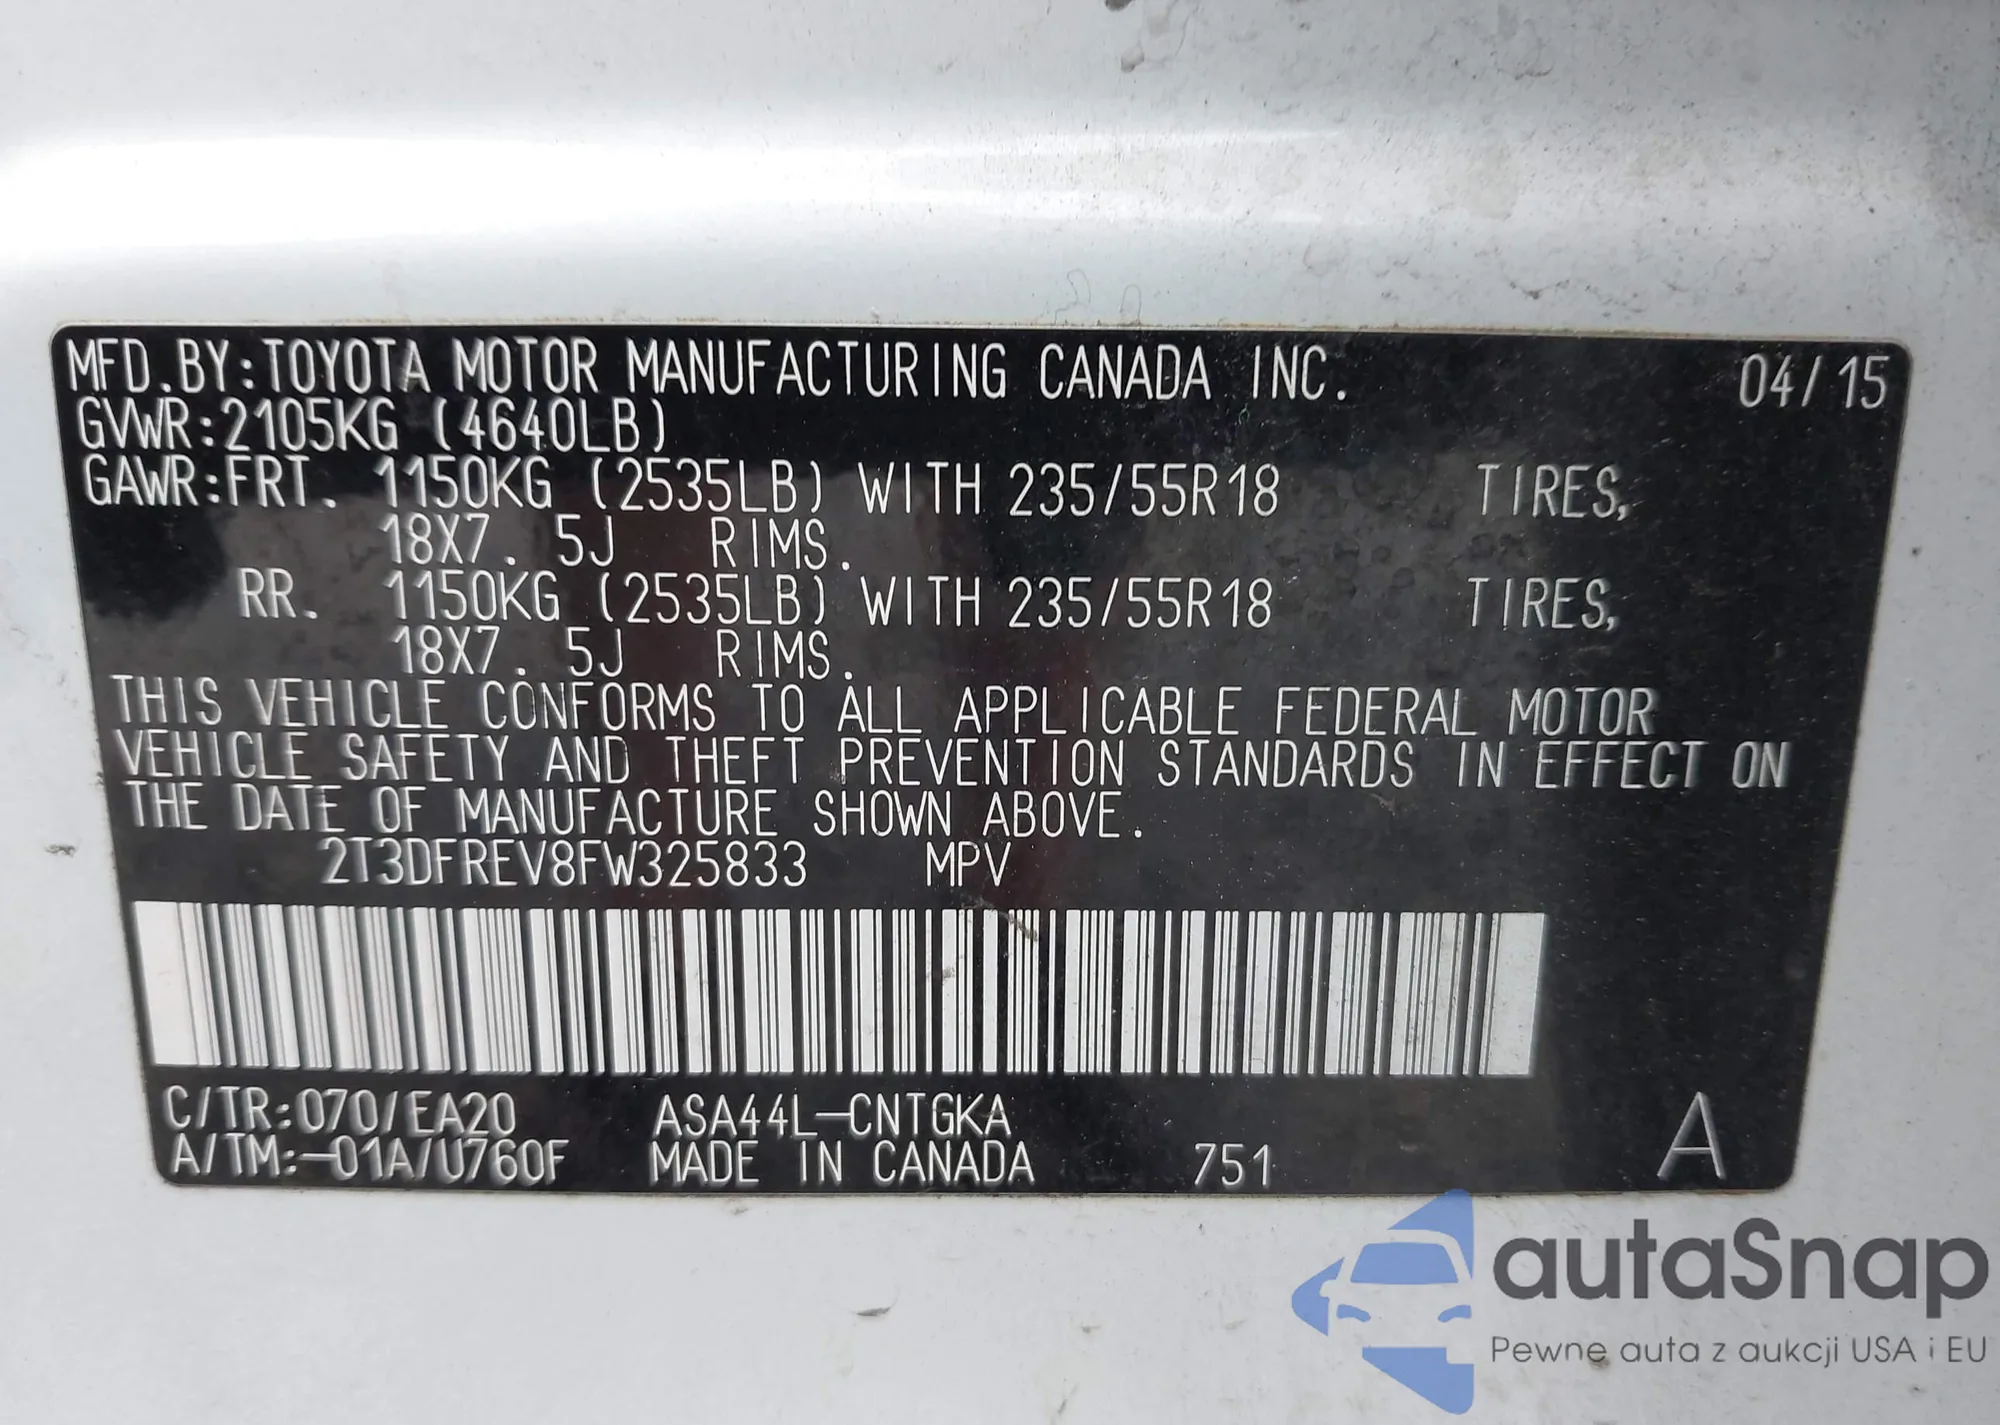 MFD.BY:TOYOTA MOTOR MANUFACTURING CANADA INC. 04/15
GVWR:2105KG (4640LB)
GAWR:FRT. 1150KG (2535LB) WITH 235/55R18 TIRES,
18X7.5J RIMS.
RR. 1150KG (2535LB) WITH 235/55R18 TIRES,
18X7.5J RIMS.
THIS VEHICLE CONFORMS TO ALL APPLICABLE FEDERAL MOTOR
VEHICLE SAFETY AND THEFT PREVENTION STANDARDS IN EFFECT ON
THE DATE OF MANUFACTURE SHOWN ABOVE.
2T3DFREV8FW325833 MPV
C/TR:070/EA20 ASA44L-CNTGKA
A/TM:-01A/U760F MADE IN CANADA 751 A
autaSnap
Pewne auta z aukcji USA i EU